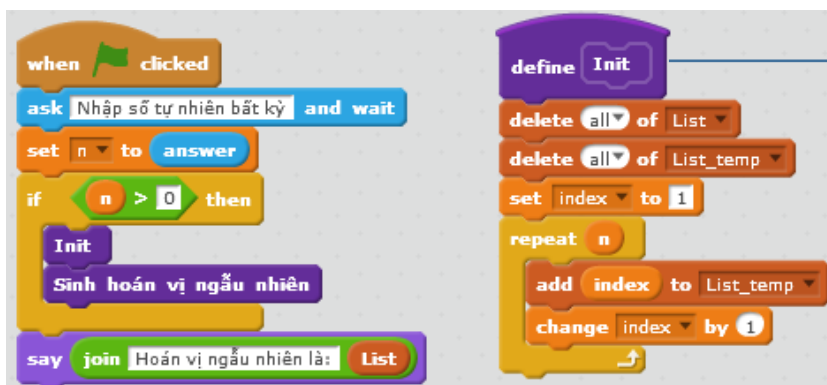 when clicked
ask Nhập số tự nhiên bất kỳ and wait
set n to answer
if n > 0 then
Init
Sinh hoán vị ngẫu nhiên
say join Hoán vị ngẫu nhiên là: List
define Init
delete all of List
delete all of List_temp
set index to 1
repeat n
add index to List_temp
change index by 1